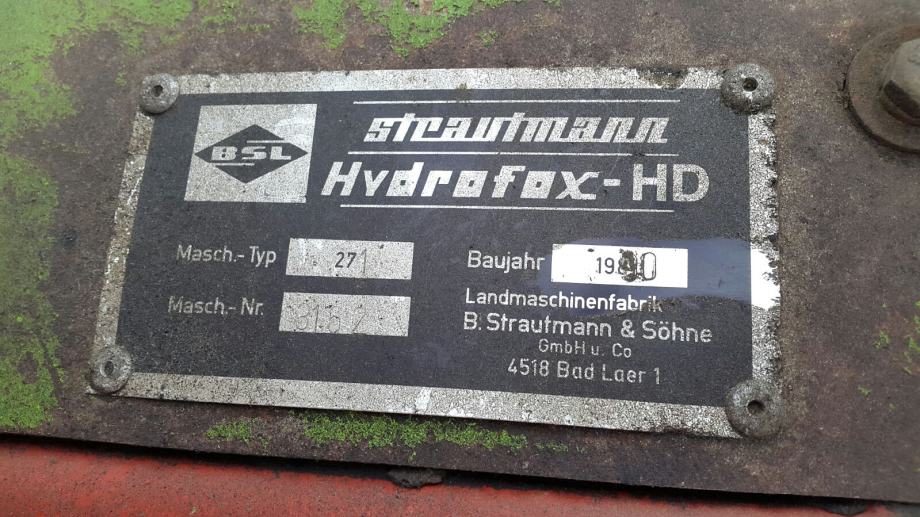 BSL
strautmann
Hydrofox-HD
Masch.-Typ 271
Baujahr
Masch.-Nr.
Landmaschinenfabrik
B. Strautmann & Söhne
GmbH u. Co
4518 Bad Laer 1